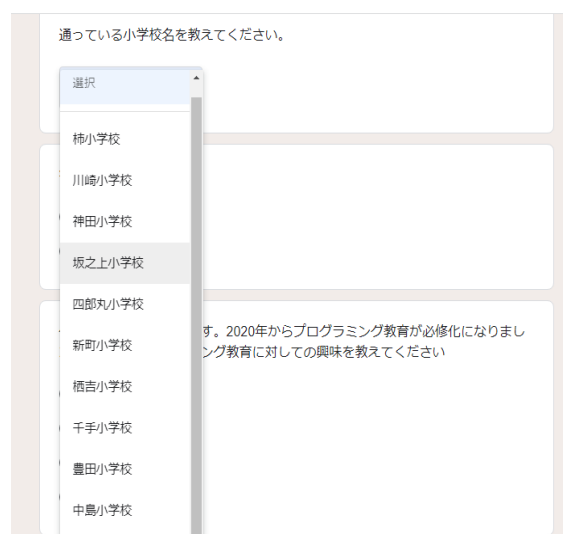 通っている小学校名を教えてください。
選択
柿小学校
川崎小学校
神田小学校
坂之上小学校
四郎丸小学校
す。2020年からプログラミング教育が必修化になりまし
新町小学校
ング教育に対しての興味を教えてください
栖吉小学校
千手小学校
豊田小学校
中島小学校